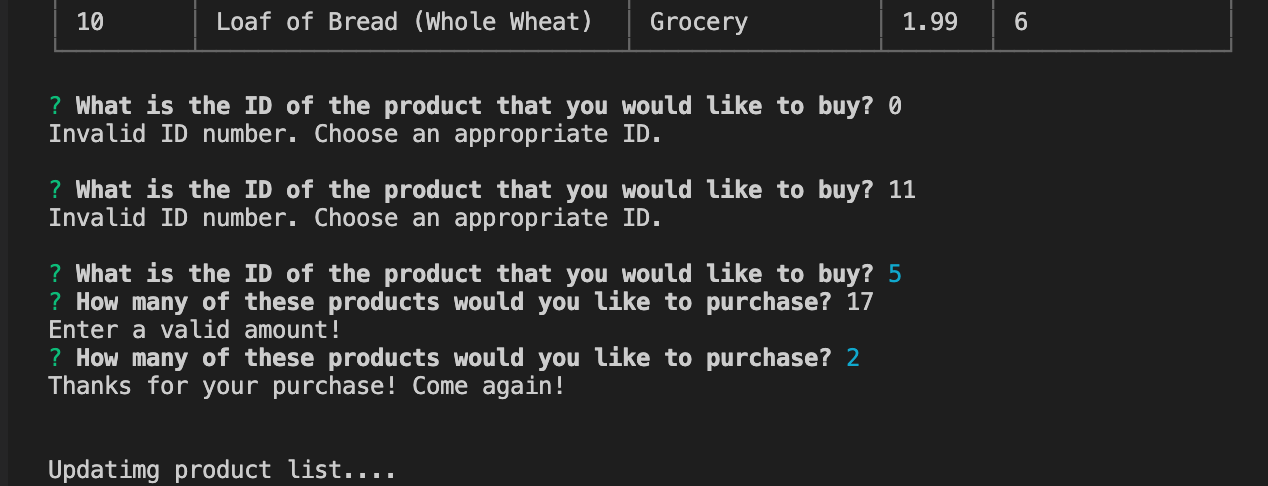 10 Loaf of Bread (Whole Wheat) Grocery 1.99 6
? What is the ID of the product that you would like to buy? 0
Invalid ID number. Choose an appropriate ID.
? What is the ID of the product that you would like to buy? 11
Invalid ID number. Choose an appropriate ID.
? What is the ID of the product that you would like to buy? 5
? How many of these products would you like to purchase? 17
Enter a valid amount!
? How many of these products would you like to purchase? 2
Thanks for your purchase! Come again!
Updatimg product list....